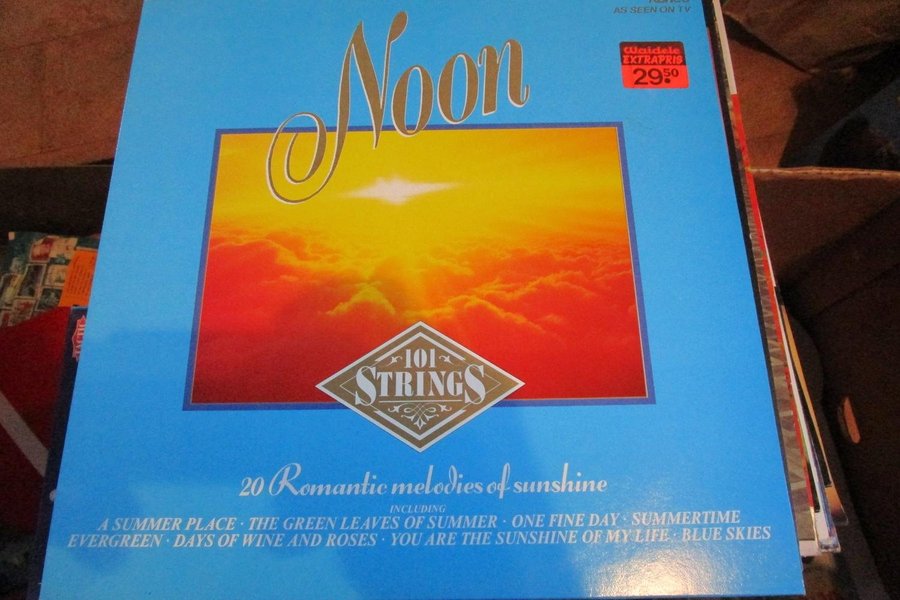 AS SEEN ON TV
Noon
Waidele
EXTRAPRIS
29.50
101
STRINGS
20 Romantic melodies of sunshine
INCLUDING
A SUMMER PLACE · THE GREEN LEAVES OF SUMMER · ONE FINE DAY · SUMMERTIME
EVERGREEN · DAYS OF WINE AND ROSES · YOU ARE THE SUNSHINE OF MY LIFE · BLUE SKIES